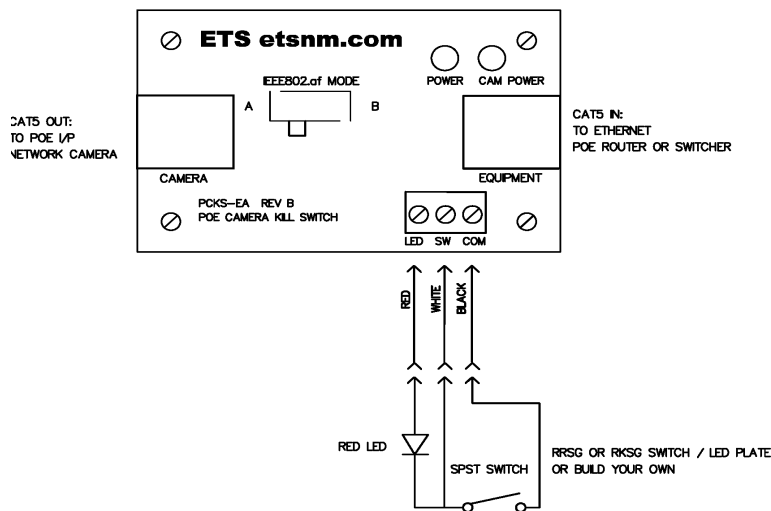 ETS etsnm.com
IEEE802.af MODE
A
B
POWER
CAM POWER
CAT5 OUT:
TO POE I/P
NETWORK CAMERA
CAT5 IN:
TO ETHERNET
POE ROUTER OR SWITCHER
CAMERA
EQUIPMENT
PCKS-EA REV B
POE CAMERA KILL SWITCH
LED SW COM
RED
WHITE
BLACK
RED LED
SPST SWITCH
RRSG OR RKSG SWITCH / LED PLATE
OR BUILD YOUR OWN